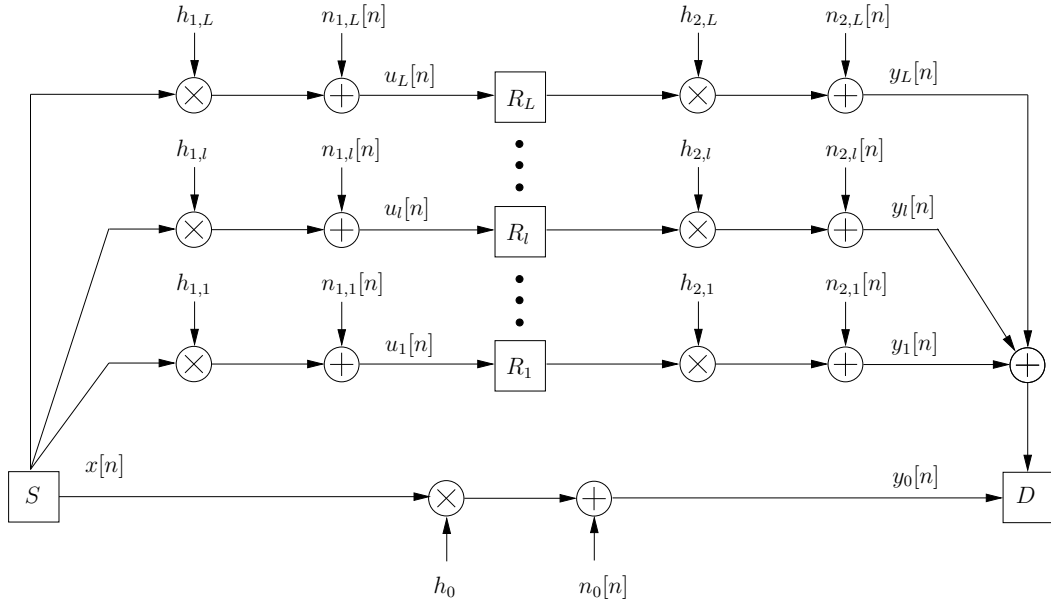 h_{1,L} n_{1,L}[n] h_{2,L} n_{2,L}[n]
u_L[n] y_L[n]
R_L
h_{1,l} n_{1,l}[n] h_{2,l} n_{2,l}[n]
u_l[n] y_l[n]
R_l
h_{1,1} n_{1,1}[n] h_{2,1} n_{2,1}[n]
u_1[n] y_1[n]
R_1
x[n] y_0[n]
S D
h_0 n_0[n]